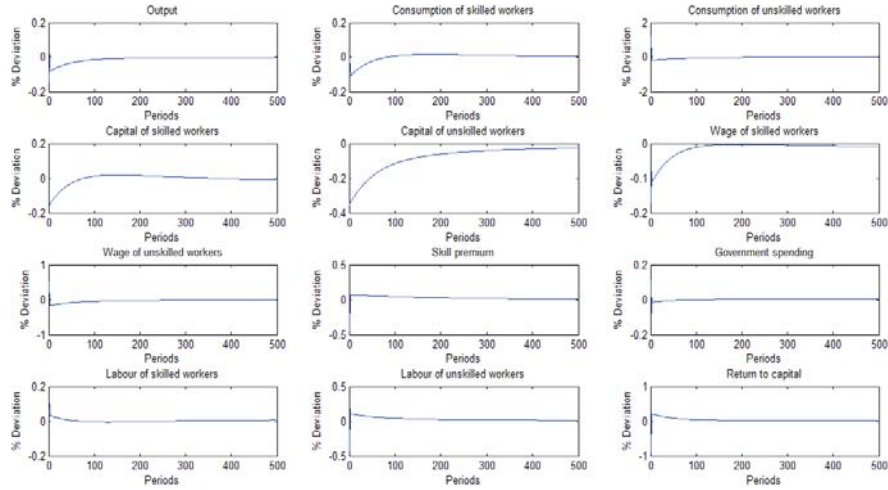 Output Consumption of skilled workers Consumption of unskilled workers
% Deviation 0.2 0 -0.2 % Deviation 0.2 0 -0.2 % Deviation 2 0 -2
0 100 200 300 400 500 0 100 200 300 400 500 0 100 200 300 400 500
Periods Periods Periods
Capital of skilled workers Capital of unskilled workers Wage of skilled workers
% Deviation 0.2 0 -0.2 % Deviation -0 -0.2 -0.4 % Deviation -0 -0.1 -0.2
0 100 200 300 400 500 0 100 200 300 400 500 0 100 200 300 400 500
Periods Periods Periods
Wage of unskilled workers Skill premium Government spending
% Deviation 1 0 -1 % Deviation 0.5 0 -0.5 % Deviation 0.2 0 -0.2
0 100 200 300 400 500 0 100 200 300 400 500 0 100 200 300 400 500
Periods Periods Periods
Labour of skilled workers Labour of unskilled workers Return to capital
% Deviation 0.2 0 -0.2 % Deviation 0.5 0 -0.5 % Deviation 1 0 -1
0 100 200 300 400 500 0 100 200 300 400 500 0 100 200 300 400 500
Periods Periods Periods